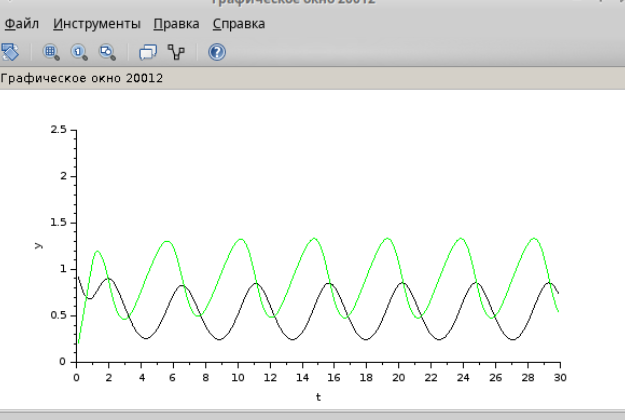 Графическое окно 20012
Файл Инструменты Правка Справка
Графическое окно 20012
2.5
2
1.5
y
1
0.5
0
0 2 4 6 8 10 12 14 16 18 20 22 24 26 28 30
t